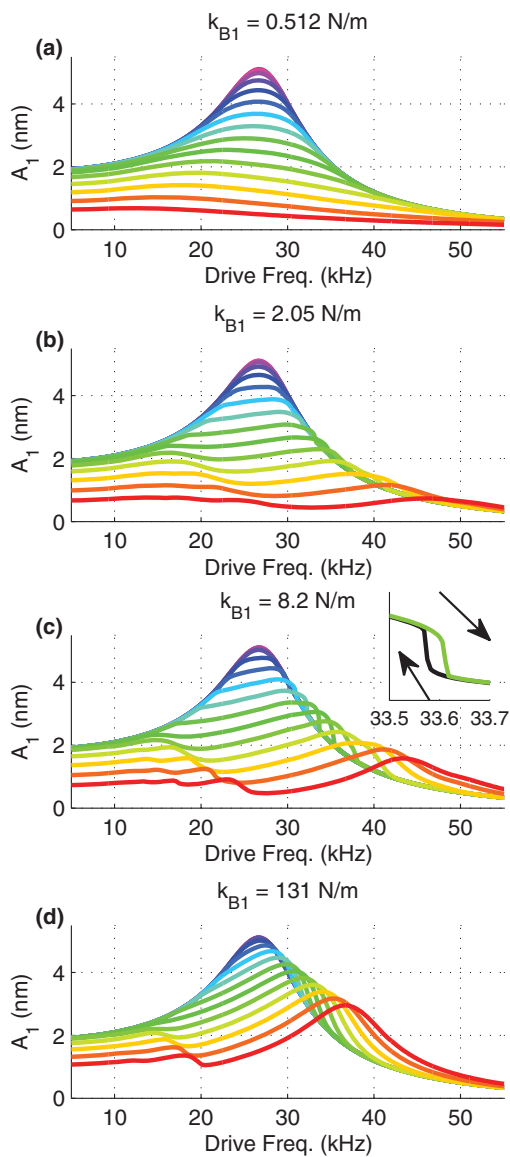 k_B1 = 0.512 N/m
(a)
A_1 (nm)
4
2
0
10 20 30 40 50
Drive Freq. (kHz)
k_B1 = 2.05 N/m
(b)
A_1 (nm)
4
2
0
10 20 30 40 50
Drive Freq. (kHz)
k_B1 = 8.2 N/m
(c)
33.5 33.6 33.7
A_1 (nm)
4
2
0
10 20 30 40 50
Drive Freq. (kHz)
k_B1 = 131 N/m
(d)
A_1 (nm)
4
2
0
10 20 30 40 50
Drive Freq. (kHz)